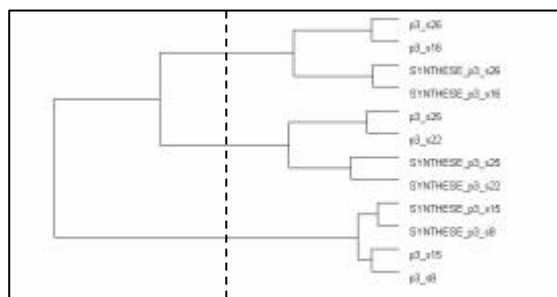 p3_s26
p3_s16
SYNTHESE_p3_s26
SYNTHESE_p3_s16
p3_s25
p3_s22
SYNTHESE_p3_s25
SYNTHESE_p3_s22
SYNTHESE_p3_s15
SYNTHESE_p3_s8
p3_s15
p3_s8